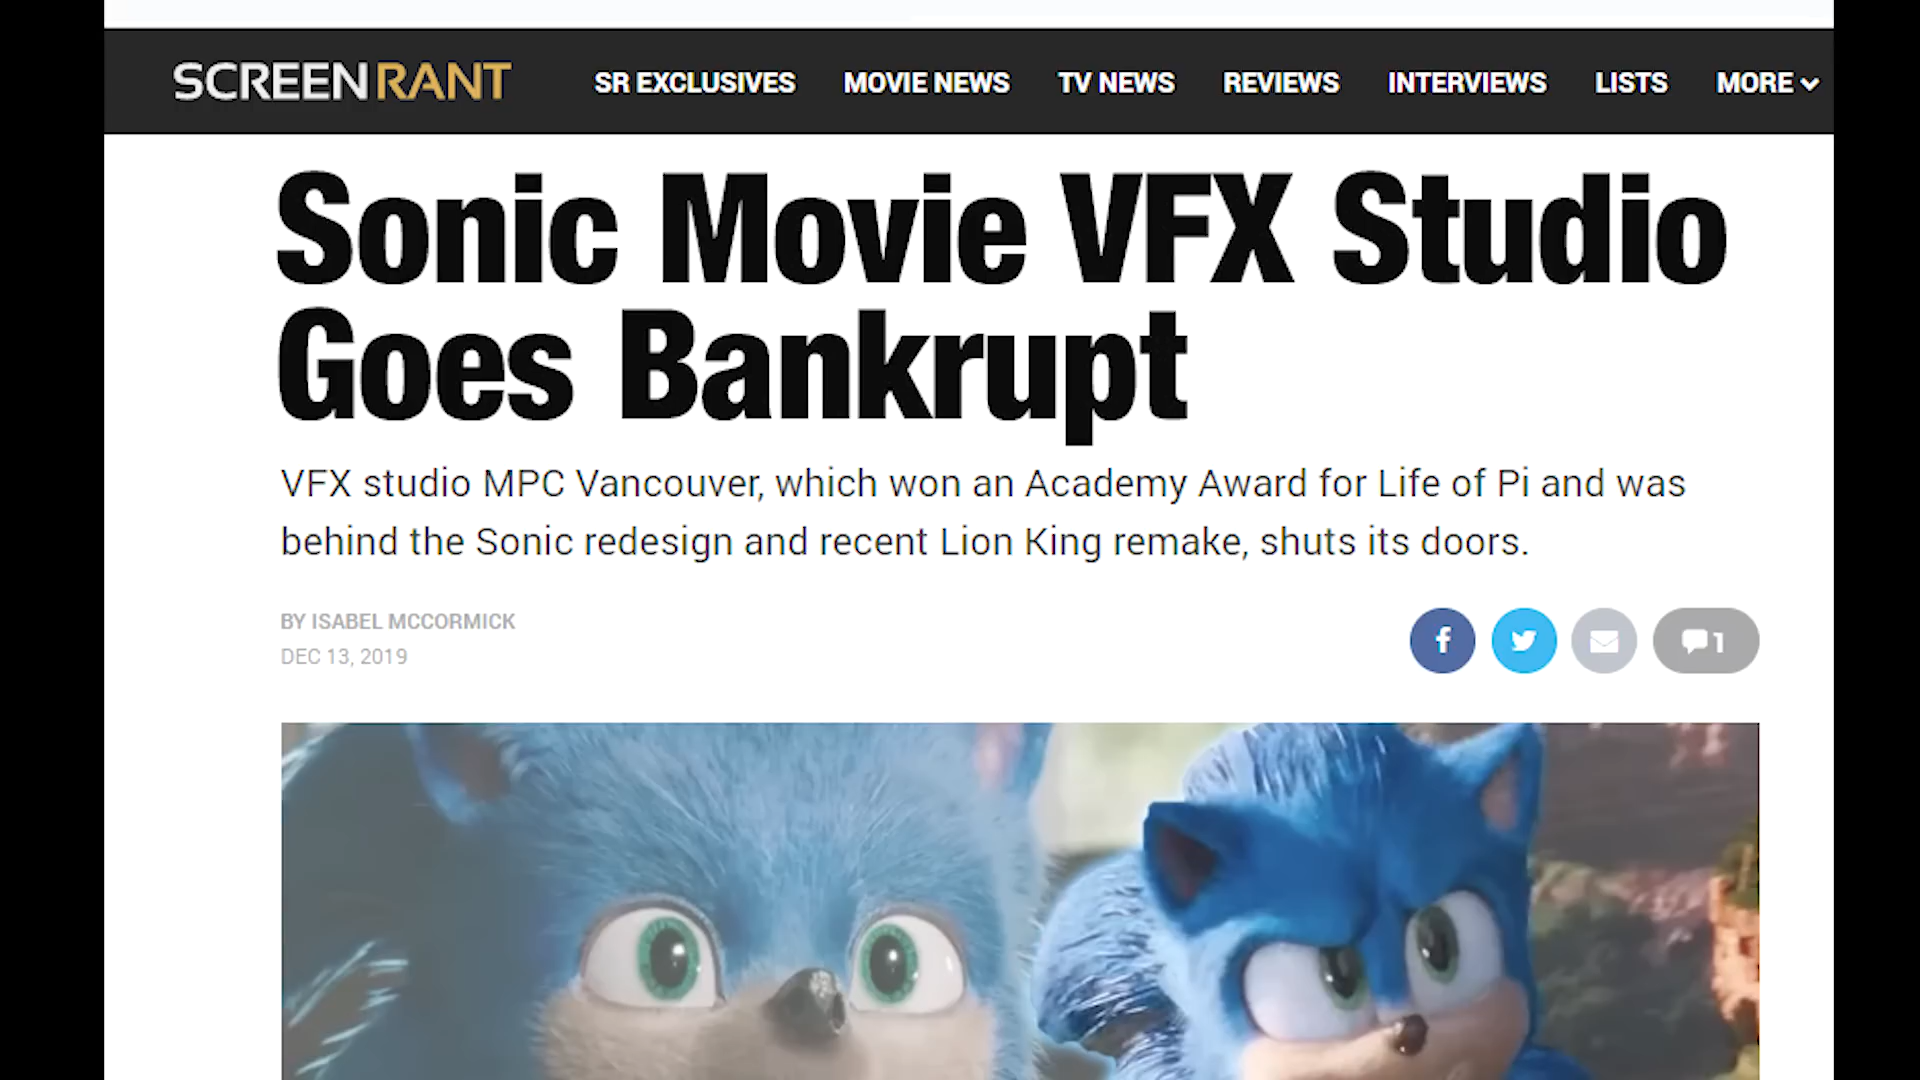 SCREENRANT SR EXCLUSIVES MOVIE NEWS TV NEWS REVIEWS INTERVIEWS LISTS MORE
Sonic Movie VFX Studio
Goes Bankrupt
VFX studio MPC Vancouver, which won an Academy Award for Life of Pi and was
behind the Sonic redesign and recent Lion King remake, shuts its doors.
BY ISABEL MCCORMICK
DEC 13, 2019
f 1